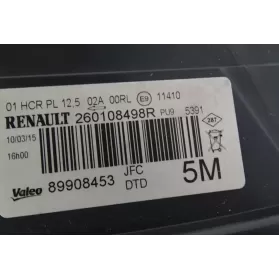 01 HCR PL 12.5 02A 00RL E9 11410
RENAULT 260108498R PU9 5391
10/03/15
16h00
JFC
Valeo 89908453 DTD 5M